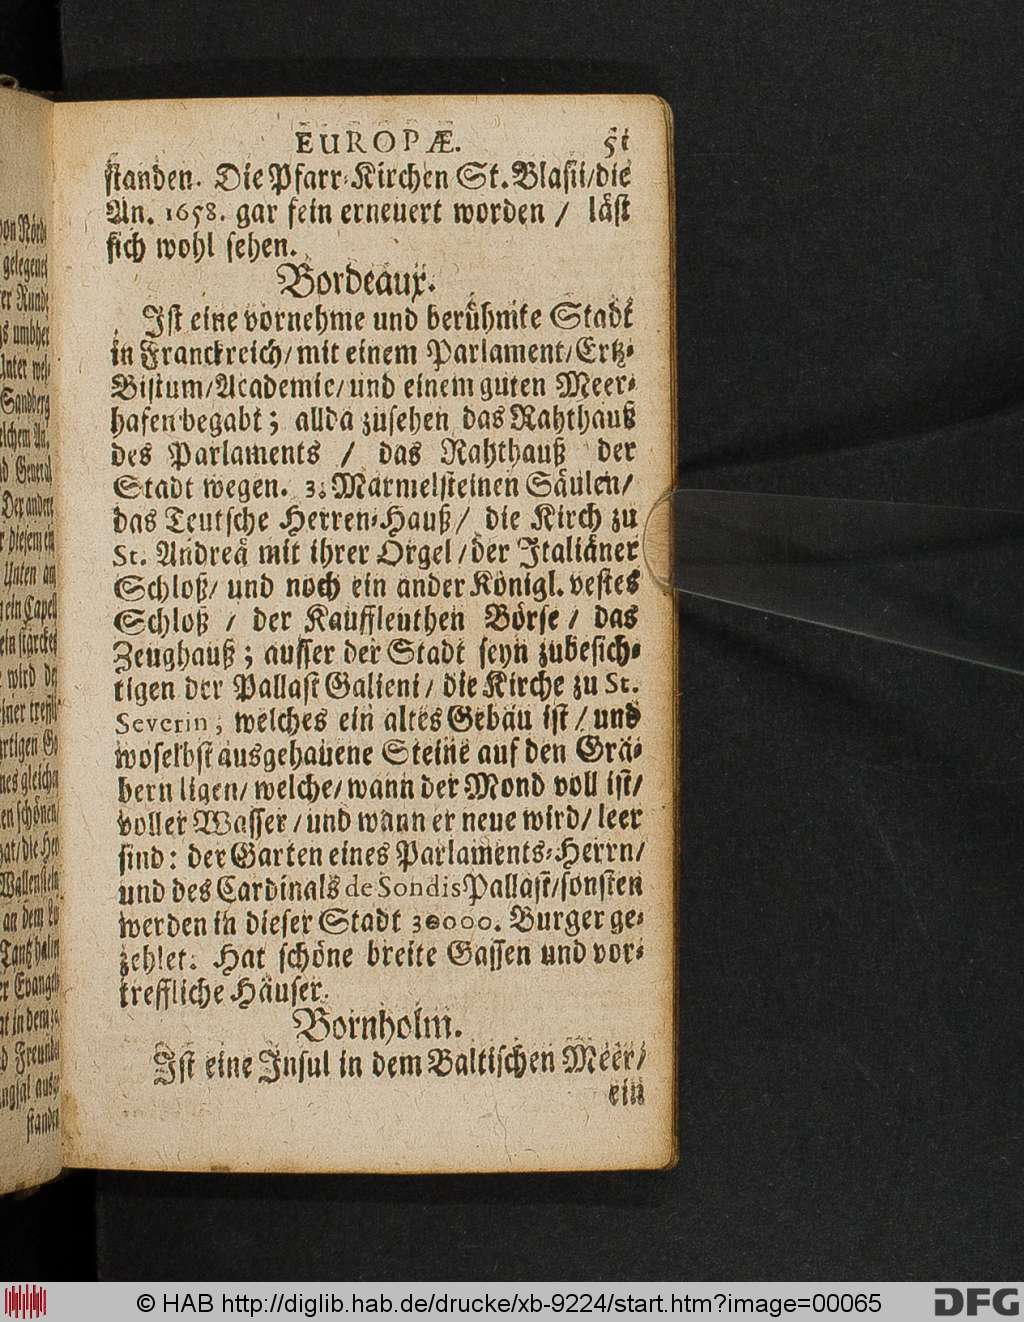 EUROPÆ. 51
standen. Die Pfarr-Kirchen St. Blasii/die
An. 1658. gar fein erneuert worden / läst
sich wohl sehen.
Bordeaux.
Ist eine vornehme und berühmte Stadt
in Franckreich/ mit einem Parlament/ Ertz-
Bistum/ Academie/ und einem guten Meer-
hafen begabt; allda zusehen das Rahthauß
des Parlaments / das Rahthauß der
Stadt wegen. 3. Marmelsteinen Säulen/
das Teutsche Herren-Hauß/ die Kirch zu
St. Andreä mit ihrer Orgel/ der Italiäner
Schloß/ und noch ein ander Königl. vestes
Schloß / der Kauffleuthen Börse / das
Zeughauß; ausser der Stadt seyn zubesich-
tigen der Pallast Galieni / die Kirche zu St.
Severin, welches ein altes Gebäu ist / und
woselbst ausgehauene Steine auf den Grä-
bern ligen/ welche/ wann der Mond voll ist/
voller Wasser / und wann er neue wird/ leer
sind: der Garten eines Parlaments-Herrn/
und des Cardinals de Sondis Pallast/ sonsten
werden in dieser Stadt 30000. Burger ge-
zehlet. Hat schöne breite Gassen und vor-
treffliche Häuser.
Bornholm.
Ist eine Insul in dem Baltischen Meer/
ein
© HAB http://diglib.hab.de/drucke/xb-9224/start.htm?image=00065
DFG